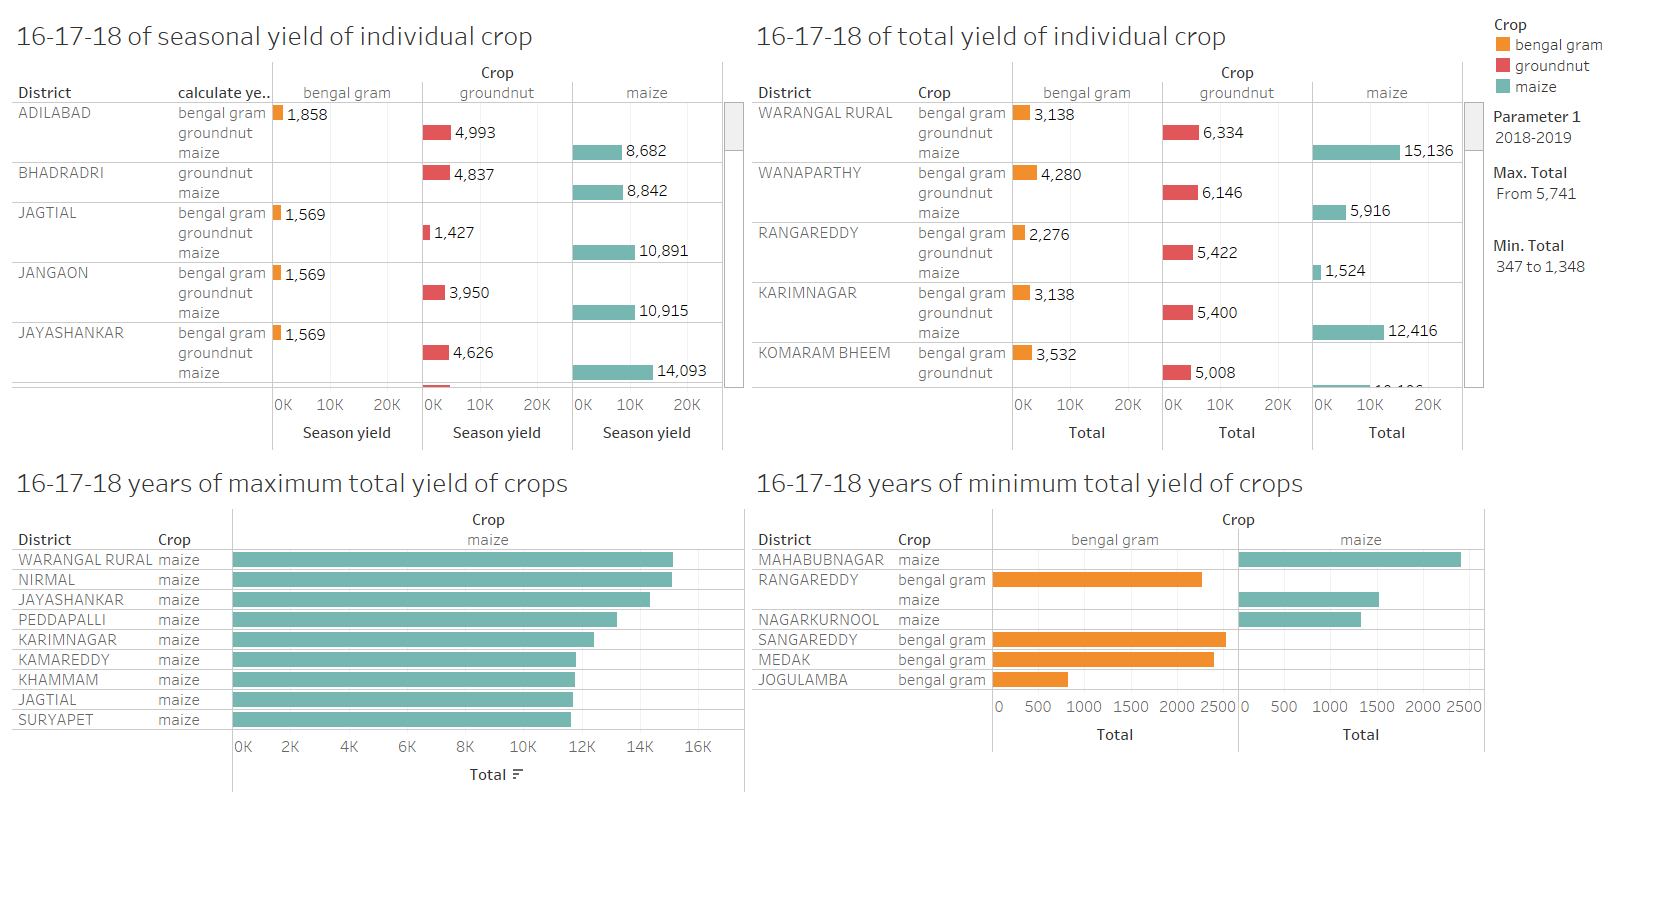 16-17-18 of seasonal yield of individual crop
Crop
District calculate ye.. bengal gram groundnut maize
ADILABAD bengal gram 1,858
groundnut 4,993
maize 8,682
BHADRADRI groundnut 4,837
maize 8,842
JAGTIAL bengal gram 1,569
groundnut 1,427
maize 10,891
JANGAON bengal gram 1,569
groundnut 3,950
maize 10,915
JAYASHANKAR bengal gram 1,569
groundnut 4,626
maize 14,093
0K 10K 20K 0K 10K 20K 0K 10K 20K
Season yield Season yield Season yield
16-17-18 of total yield of individual crop
Crop
District Crop bengal gram groundnut maize
WARANGAL RURAL bengal gram 3,138
groundnut 6,334
maize 15,136
WANAPARTHY bengal gram 4,280
groundnut 6,146
maize 5,916
RANGAREDDY bengal gram 2,276
groundnut 5,422
maize 1,524
KARIMNAGAR bengal gram 3,138
groundnut 5,400
maize 12,416
KOMARAM BHEEM bengal gram 3,532
groundnut 5,008
0K 10K 20K 0K 10K 20K 0K 10K 20K
Total Total Total
Crop
bengal gram
groundnut
maize
Parameter 1
2018-2019
Max. Total
From 5,741
Min. Total
347 to 1,348
16-17-18 years of maximum total yield of crops
Crop
District Crop maize
WARANGAL RURAL maize
NIRMAL maize
JAYASHANKAR maize
PEDDAPALLI maize
KARIMNAGAR maize
KAMAREDDY maize
KHAMMAM maize
JAGTIAL maize
SURYAPET maize
0K 2K 4K 6K 8K 10K 12K 14K 16K
Total
16-17-18 years of minimum total yield of crops
Crop
District Crop bengal gram maize
MAHABUBNAGAR maize
RANGAREDDY bengal gram
maize
NAGARKURNOOL maize
SANGAREDDY bengal gram
MEDAK bengal gram
JOGULAMBA bengal gram
0 500 1000 1500 2000 2500 0 500 1000 1500 2000 2500
Total Total